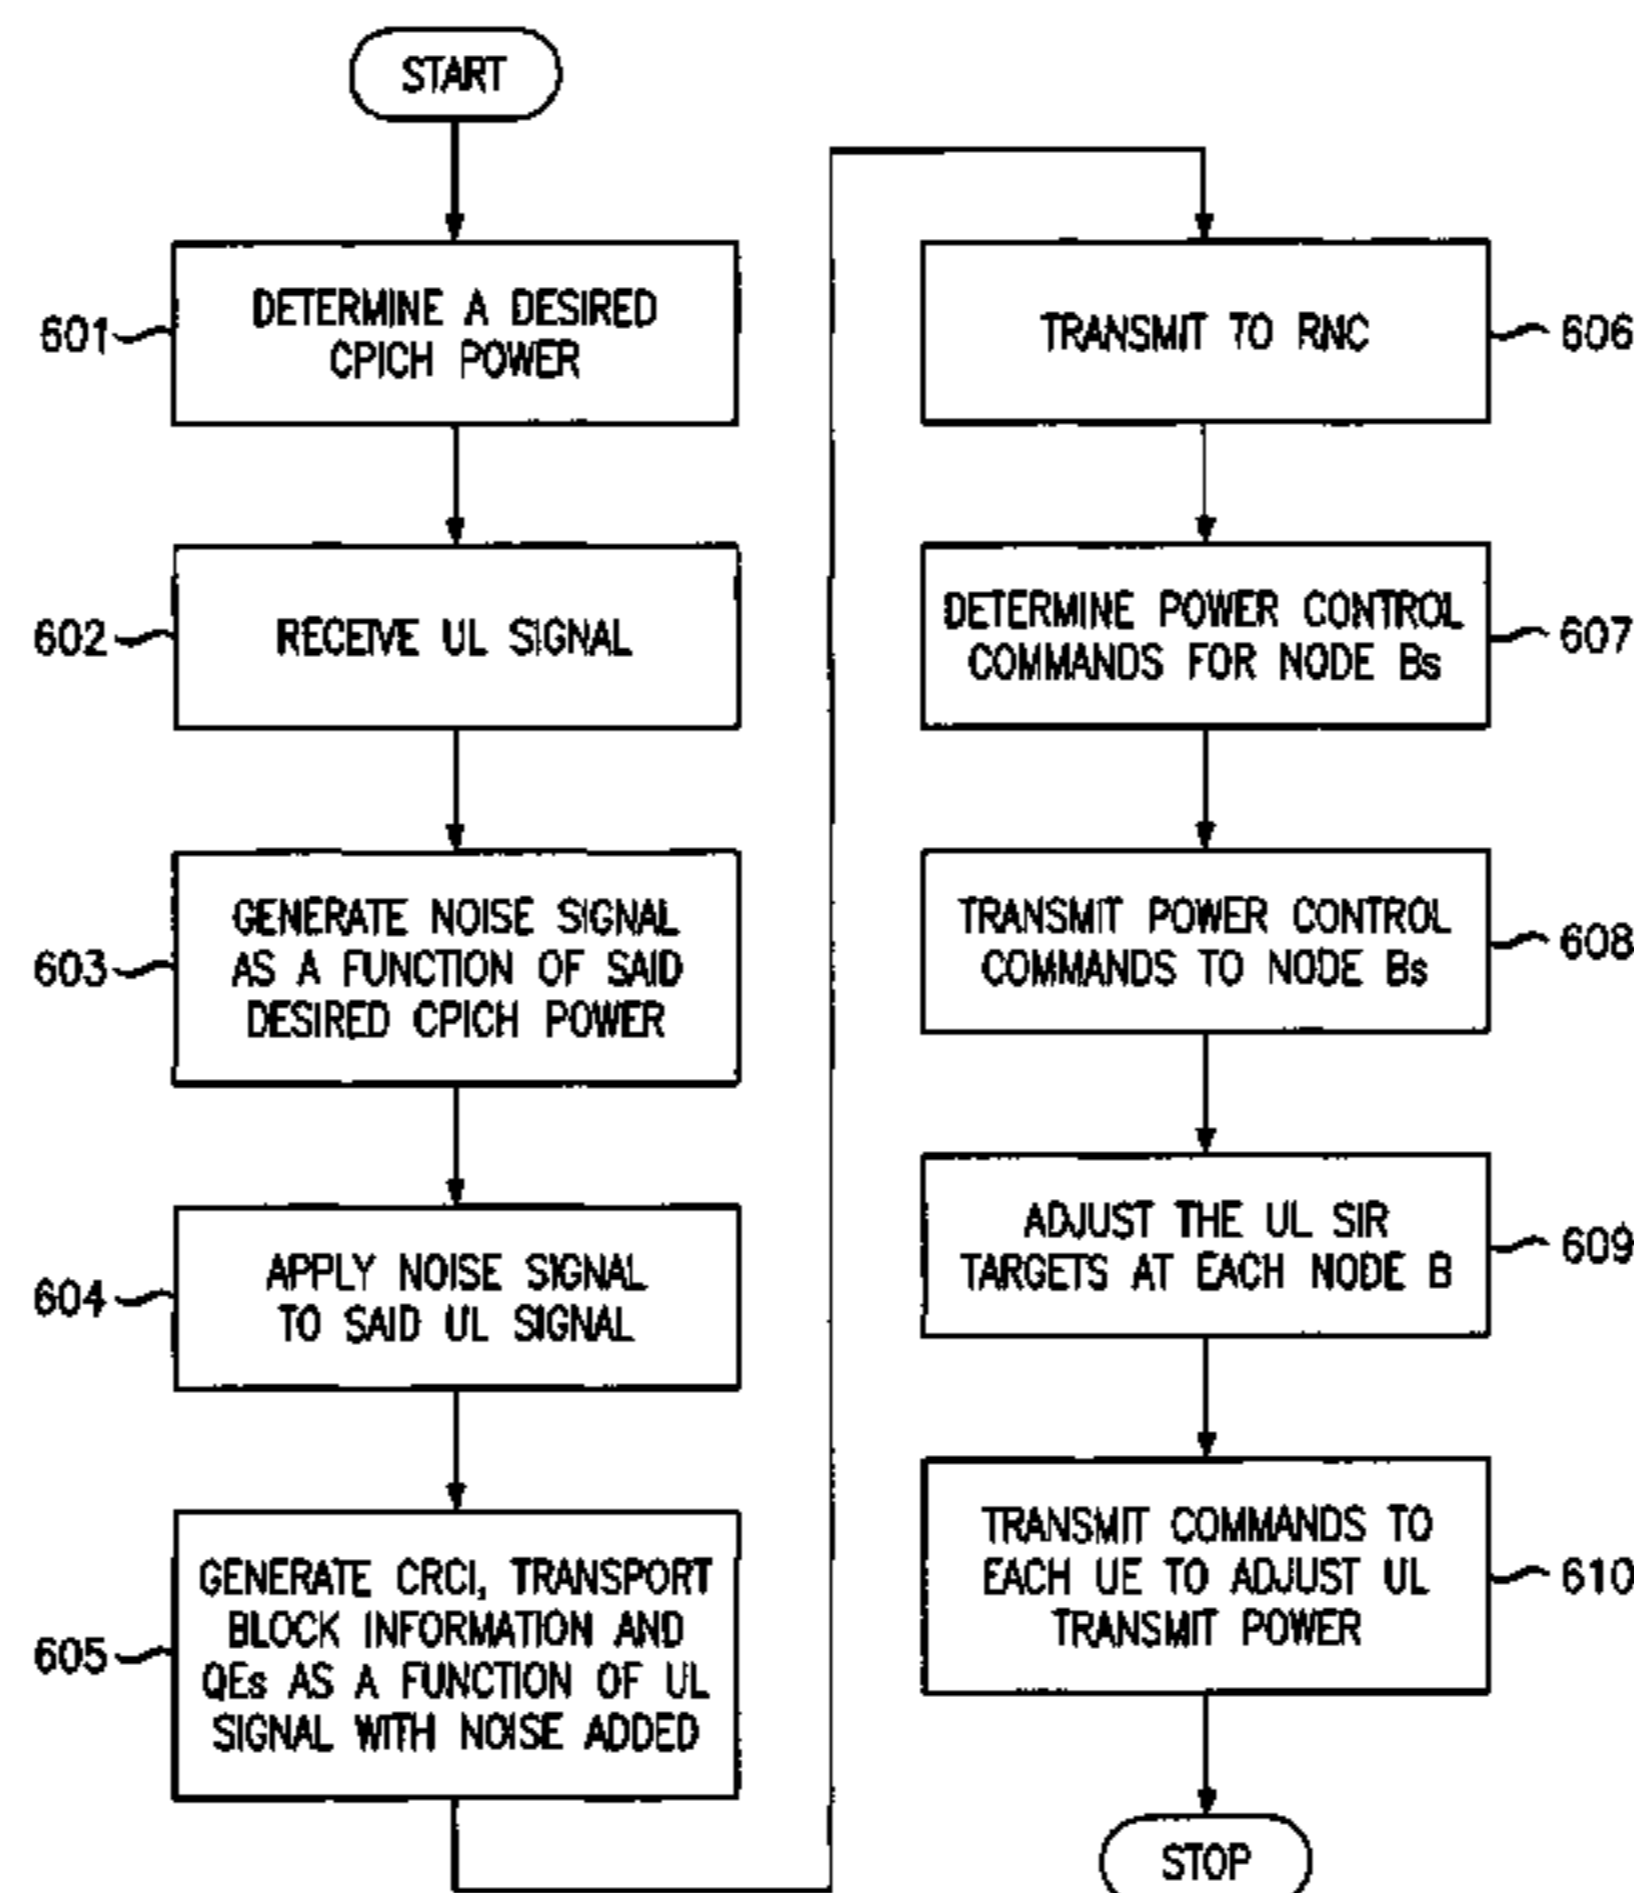 START
601
DETERMINE A DESIRED
CPICH POWER
602
RECEIVE UL SIGNAL
603
GENERATE NOISE SIGNAL
AS A FUNCTION OF SAID
DESIRED CPICH POWER
604
APPLY NOISE SIGNAL
TO SAID UL SIGNAL
605
GENERATE CRCI, TRANSPORT
BLOCK INFORMATION AND
QEs AS A FUNCTION OF UL
SIGNAL WITH NOISE ADDED
TRANSMIT TO RNC
606
DETERMINE POWER CONTROL
COMMANDS FOR NODE Bs
607
TRANSMIT POWER CONTROL
COMMANDS TO NODE Bs
608
ADJUST THE UL SIR
TARGETS AT EACH NODE B
609
TRANSMIT COMMANDS TO
EACH UE TO ADJUST UL
TRANSMIT POWER
610
STOP